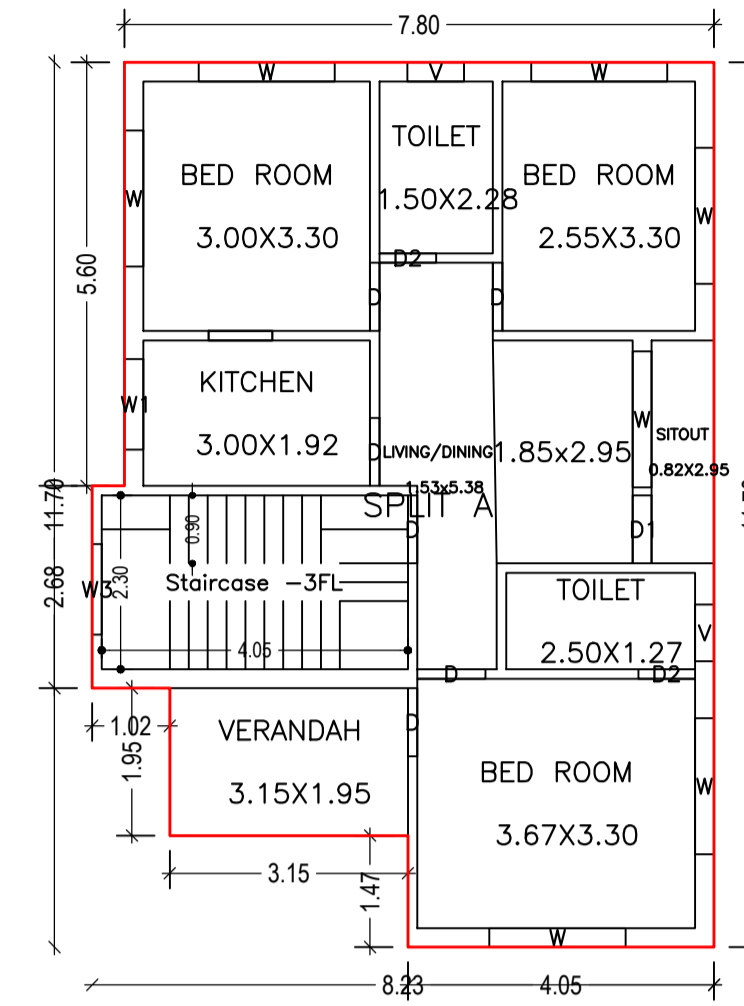 7.80
W
V
W
TOILET
BED ROOM
BED ROOM
1.50X2.28
W
W
3.00X3.30
2.55X3.30
D2
5.60
D
D
KITCHEN
W1
W
SITOUT
3.00X1.92
D
LIVING/DINING
1.85x2.95
0.82X2.95
1.53x5.38
SPLIT A
11.70
0.90
D
D1
2.68
W3
2.30
Staircase -3FL
TOILET
V
4.05
2.50X1.27
D
D2
1.02
VERANDAH
D
1.95
BED ROOM
W
3.15X1.95
3.67X3.30
3.15
1.47
W
8.23
4.05